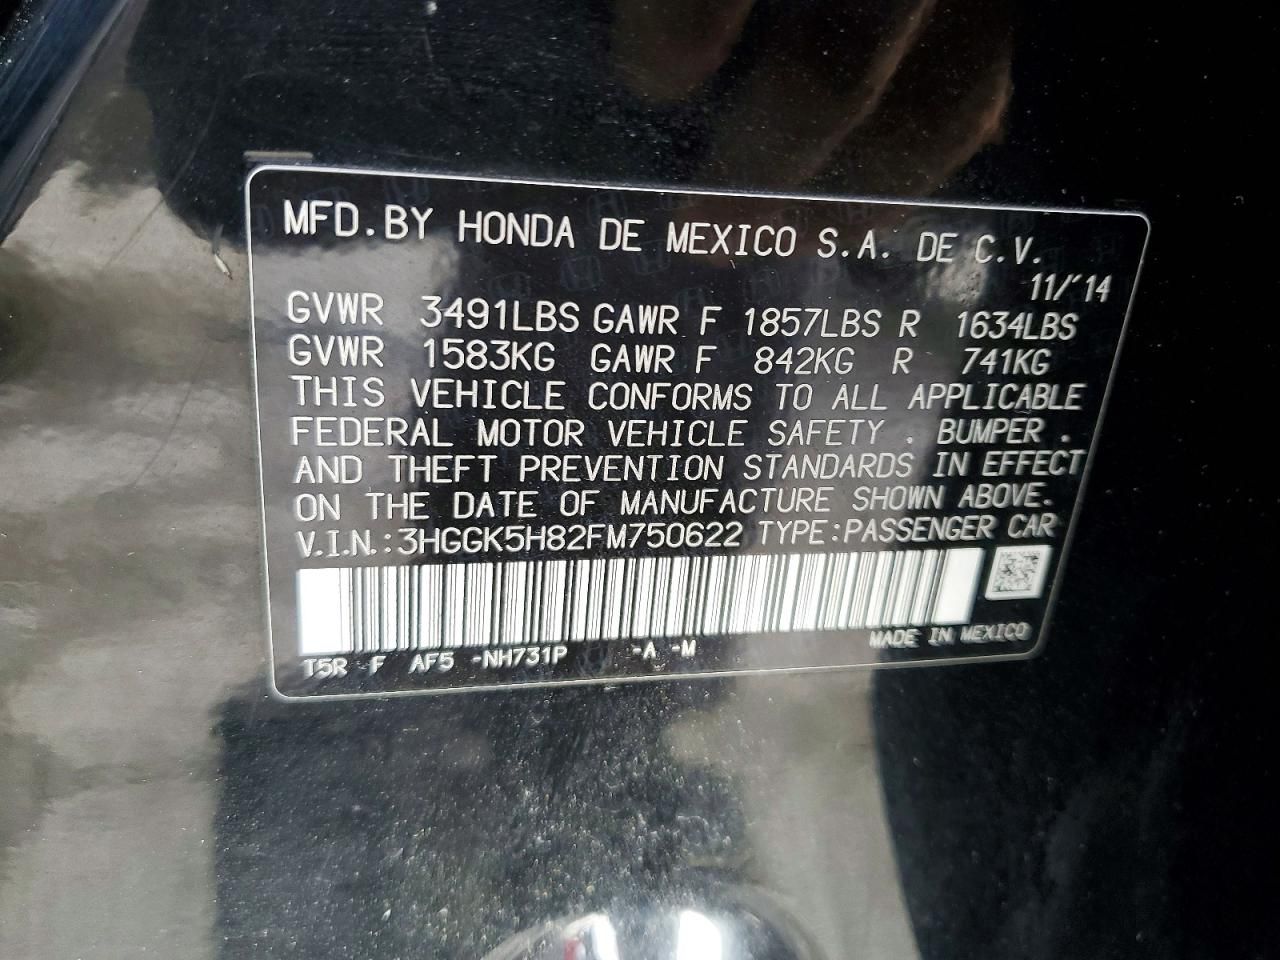 MFD.BY HONDA DE MEXICO S.A. DE C.V.
11/'14
GVWR 3491LBS GAWR F 1857LBS R 1634LBS
GVWR 1583KG GAWR F 842KG R 741KG
THIS VEHICLE CONFORMS TO ALL APPLICABLE
FEDERAL MOTOR VEHICLE SAFETY , BUMPER ,
AND THEFT PREVENTION STANDARDS IN EFFECT
ON THE DATE OF MANUFACTURE SHOWN ABOVE.
V.I.N.:3HGGK5H82FM750622 TYPE:PASSENGER CAR
MADE IN MEXICO
T5R F AF5 -NH731P -A -M